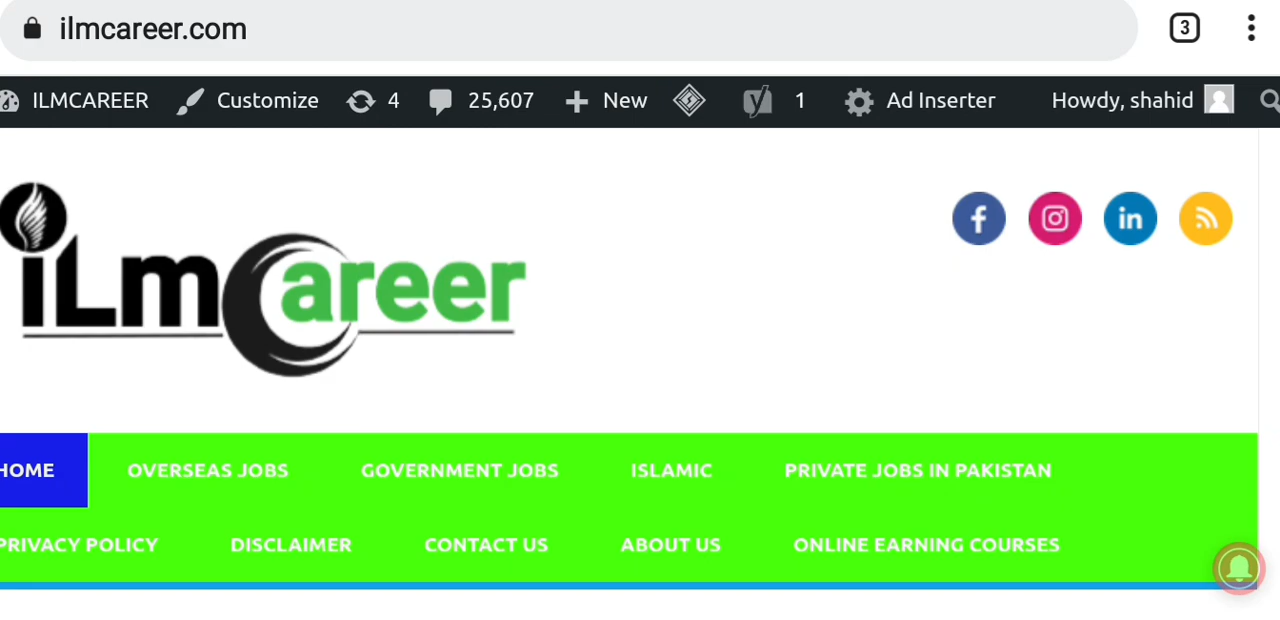 ilmcareer.com
3
ILMCAREER Customize 4 25,607 New 1 Ad Inserter Howdy, shahid
iLmCareer
HOME OVERSEAS JOBS GOVERNMENT JOBS ISLAMIC PRIVATE JOBS IN PAKISTAN
PRIVACY POLICY DISCLAIMER CONTACT US ABOUT US ONLINE EARNING COURSES